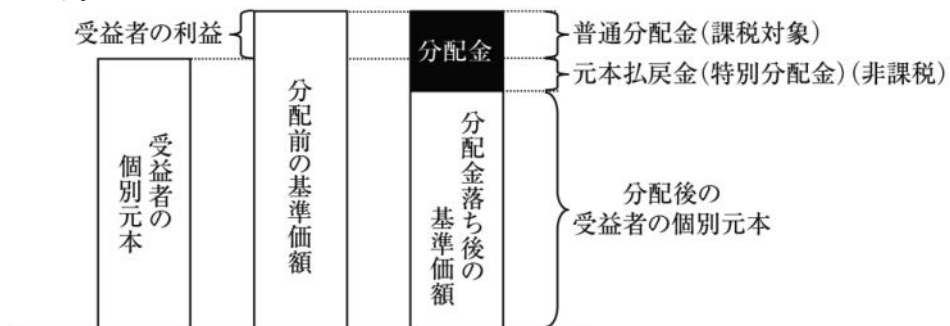 受益者の利益
分配金
普通分配金(課税対象)
元本払戻金(特別分配金)(非課税)
受益者の
個別元本
分配前の基準価額
分配金落ち後の
基準価額
分配後の
受益者の個別元本